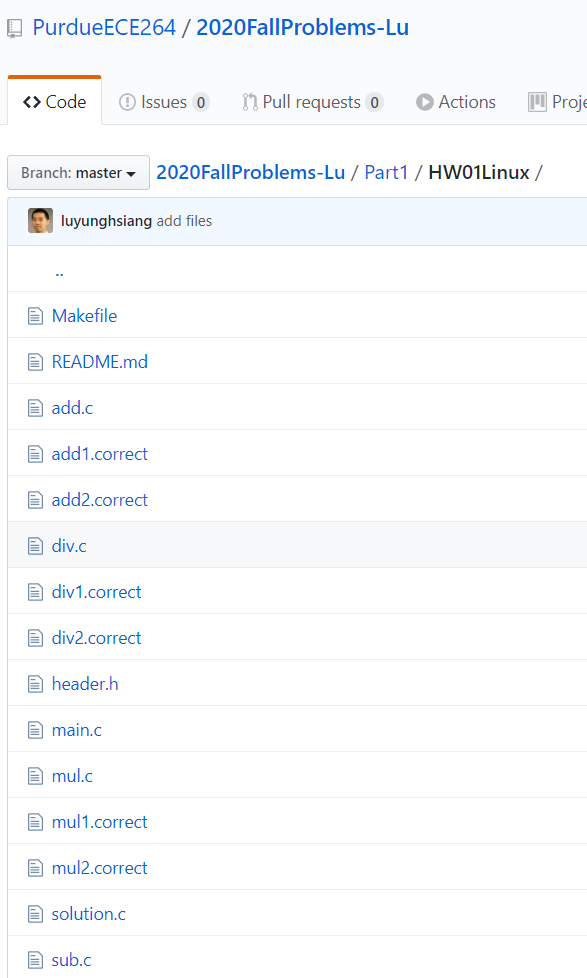 PurdueECE264 / 2020FallProblems-Lu
Code Issues 0 Pull requests 0 Actions Proje
Branch: master 2020FallProblems-Lu / Part1 / HW01Linux /
luyunghsiang add files
..
Makefile
README.md
add.c
add1.correct
add2.correct
div.c
div1.correct
div2.correct
header.h
main.c
mul.c
mul1.correct
mul2.correct
solution.c
sub.c